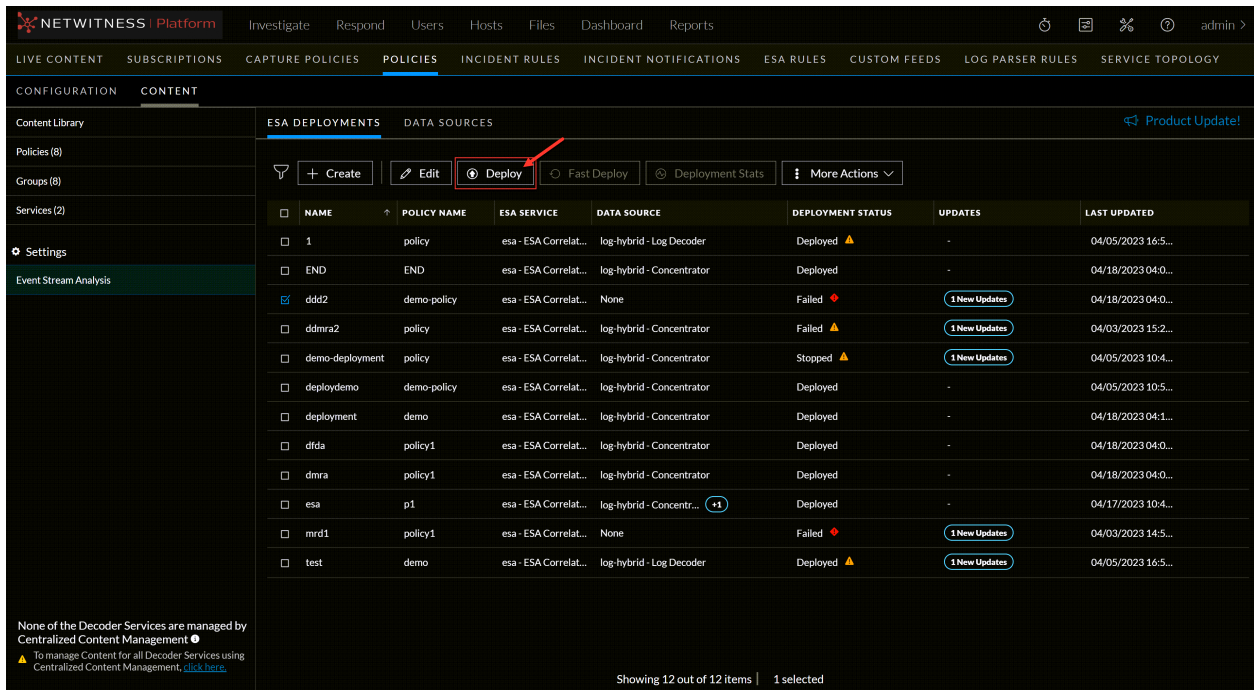 NETWITNESS Platform Investigate Respond Users Hosts Files Dashboard Reports admin >
LIVE CONTENT SUBSCRIPTIONS CAPTURE POLICIES POLICIES INCIDENT RULES INCIDENT NOTIFICATIONS ESA RULES CUSTOM FEEDS LOG PARSER RULES SERVICE TOPOLOGY
CONFIGURATION CONTENT
Content Library
Policies (8)
Groups (8)
Services (2)
Settings
Event Stream Analysis
None of the Decoder Services are managed by
Centralized Content Management
To manage Content for all Decoder Services using
Centralized Content Management, click here.
ESA DEPLOYMENTS DATA SOURCES Product Update!
+ Create Edit Deploy Fast Deploy Deployment Stats More Actions
NAME ↑ POLICY NAME ESA SERVICE DATA SOURCE DEPLOYMENT STATUS UPDATES LAST UPDATED
1 policy esa - ESA Correlat... log-hybrid - Log Decoder Deployed - 04/05/2023 16:5...
END END esa - ESA Correlat... log-hybrid - Concentrator Deployed - 04/18/2023 04:0...
ddd2 demo-policy esa - ESA Correlat... None Failed 1 New Updates 04/18/2023 04:0...
ddmra2 policy esa - ESA Correlat... log-hybrid - Concentrator Failed 1 New Updates 04/03/2023 15:2...
demo-deployment policy esa - ESA Correlat... log-hybrid - Concentrator Stopped 1 New Updates 04/05/2023 10:4...
deploydemo demo-policy esa - ESA Correlat... log-hybrid - Concentrator Deployed - 04/05/2023 10:5...
deployment demo esa - ESA Correlat... log-hybrid - Concentrator Deployed - 04/18/2023 04:1...
dfda policy1 esa - ESA Correlat... log-hybrid - Concentrator Deployed - 04/18/2023 04:0...
dmra policy1 esa - ESA Correlat... log-hybrid - Concentrator Deployed - 04/18/2023 04:0...
esa p1 esa - ESA Correlat... log-hybrid - Concentr... +1 Deployed - 04/17/2023 10:4...
mrd1 policy1 esa - ESA Correlat... None Failed 1 New Updates 04/03/2023 14:5...
test demo esa - ESA Correlat... log-hybrid - Log Decoder Deployed 1 New Updates 04/05/2023 16:5...
Showing 12 out of 12 items | 1 selected